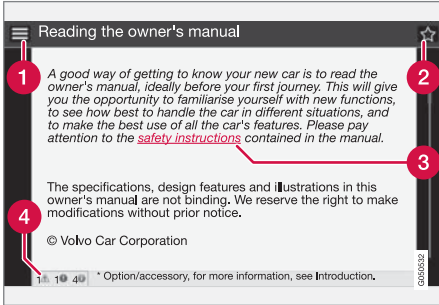 Reading the owner's manual
1
2
A good way of getting to know your new car is to read the
owner's manual, ideally before your first journey. This will give
you the opportunity to familiarise yourself with new functions,
to see how best to handle the car in different situations, and
to make the best use of all the car's features. Please pay
attention to the safety instructions contained in the manual.
3
The specifications, design features and illustrations in this
owner's manual are not binding. We reserve the right to make
modifications without prior notice.
4
© Volvo Car Corporation
1 1 4 * Option/accessory, for more information, see Introduction.
G050532